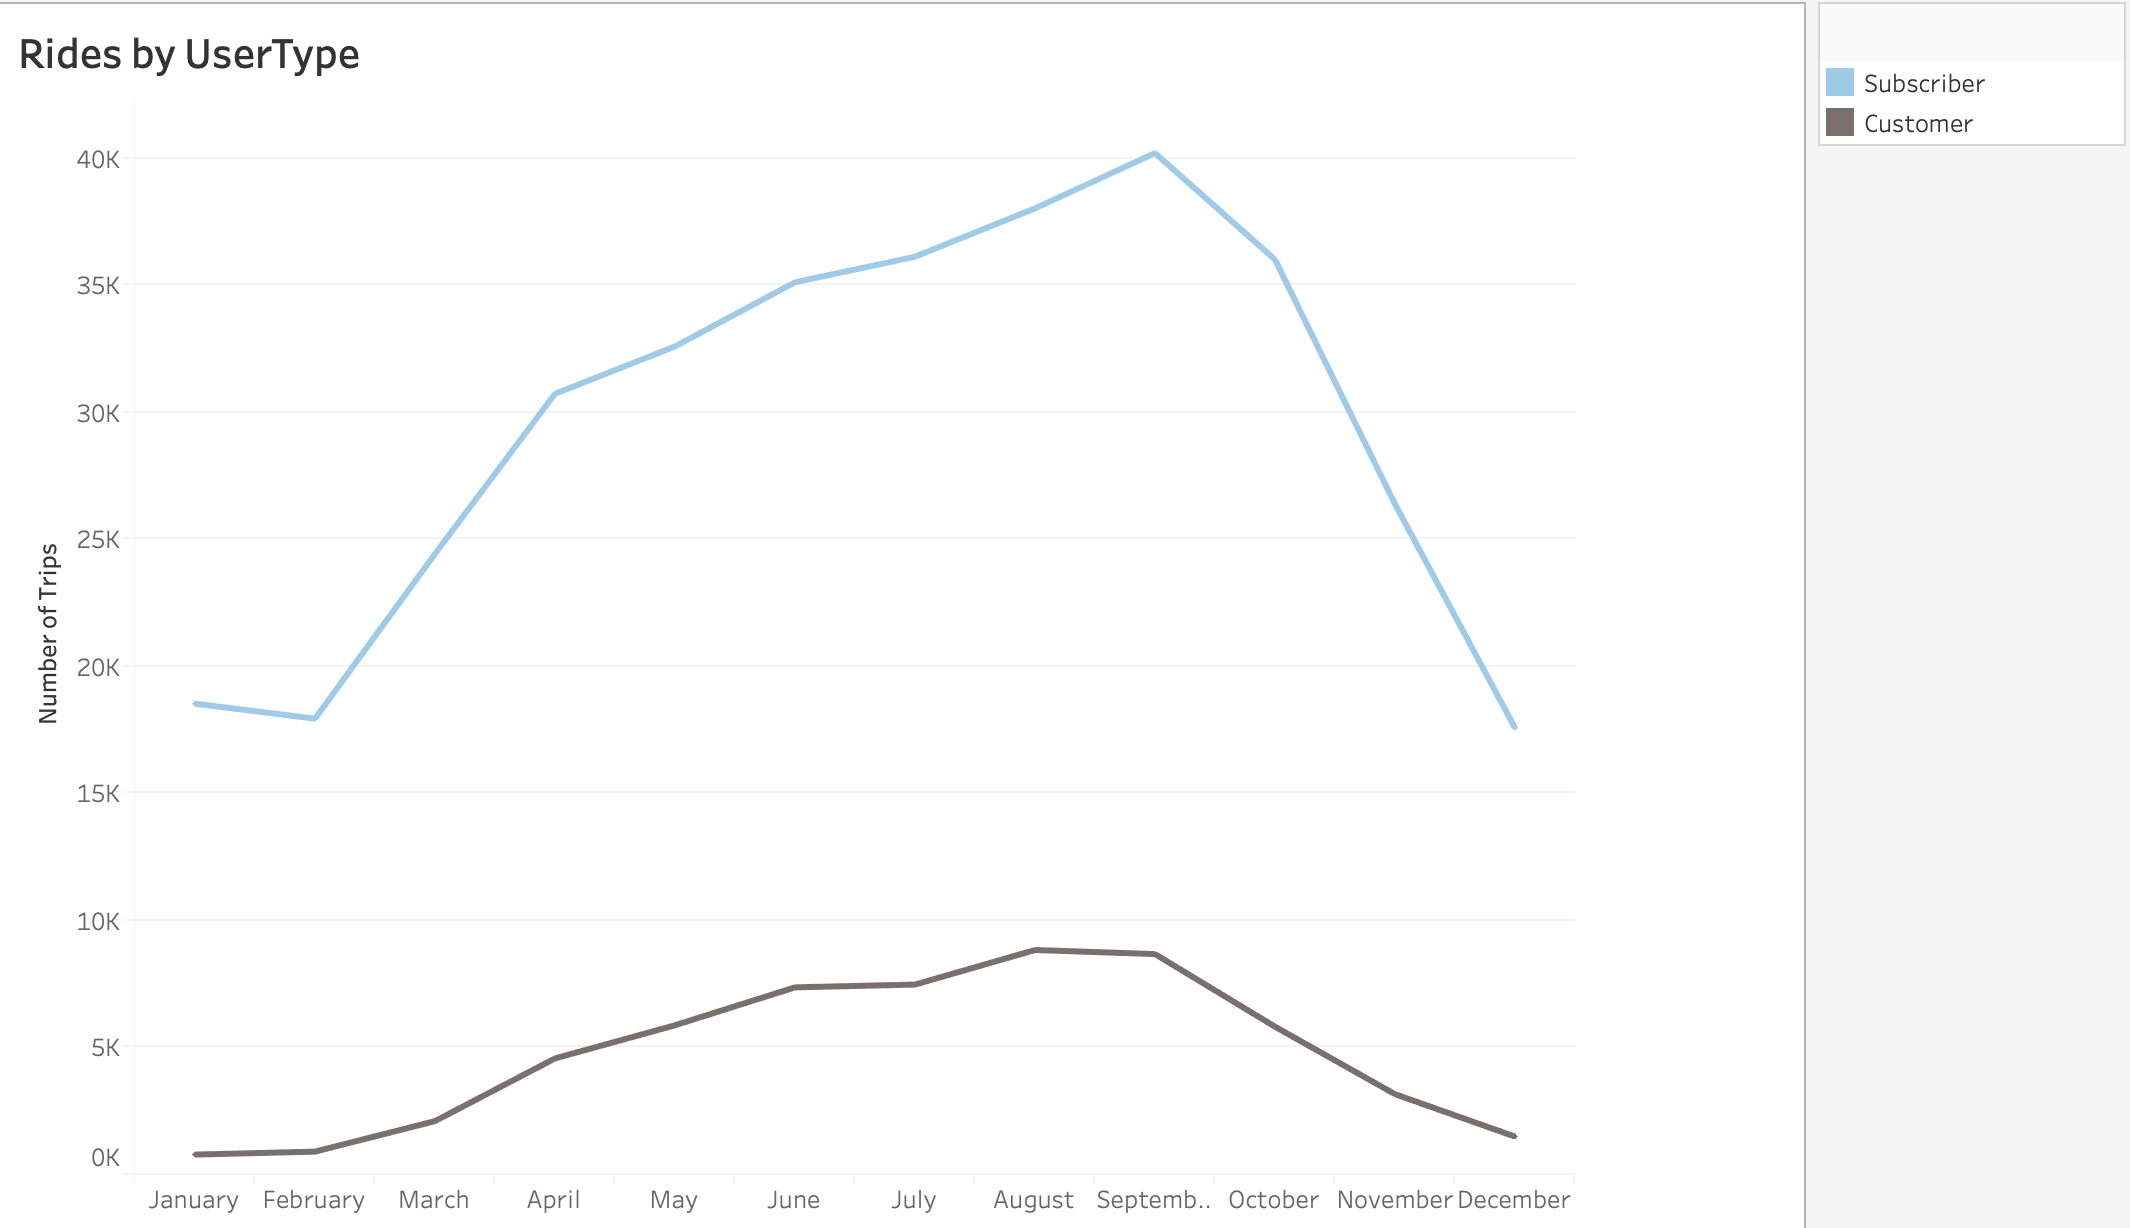 Rides by UserType
Subscriber
Customer
Number of Trips
40K
35K
30K
25K
20K
15K
10K
5K
0K
January February March April May June July August Septemb.. October November December